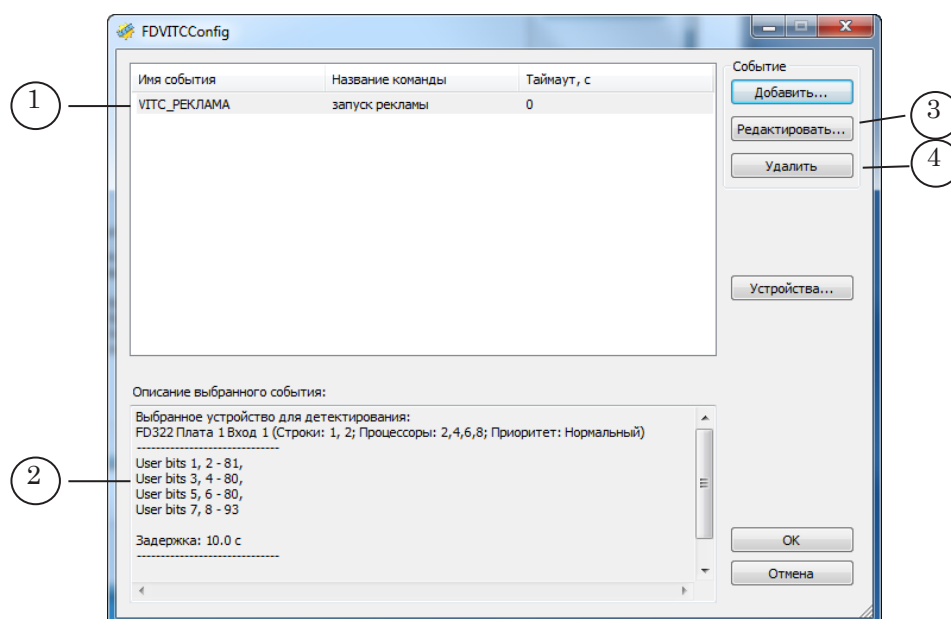 FDVITCConfig
Имя события Название команды Таймаут, с
VITC_РЕКЛАМА запуск рекламы 0
Событие
Добавить...
Редактировать...
Удалить
Устройства...
1
3
4
Описание выбранного события:
Выбранное устройство для детектирования:
FD322 Плата 1 Вход 1 (Строки: 1, 2; Процессоры: 2,4,6,8; Приоритет: Нормальный)
------------------------------
User bits 1, 2 - 81,
User bits 3, 4 - 80,
User bits 5, 6 - 80,
User bits 7, 8 - 93
Задержка: 10.0 с
------------------------------
2
OK
Отмена